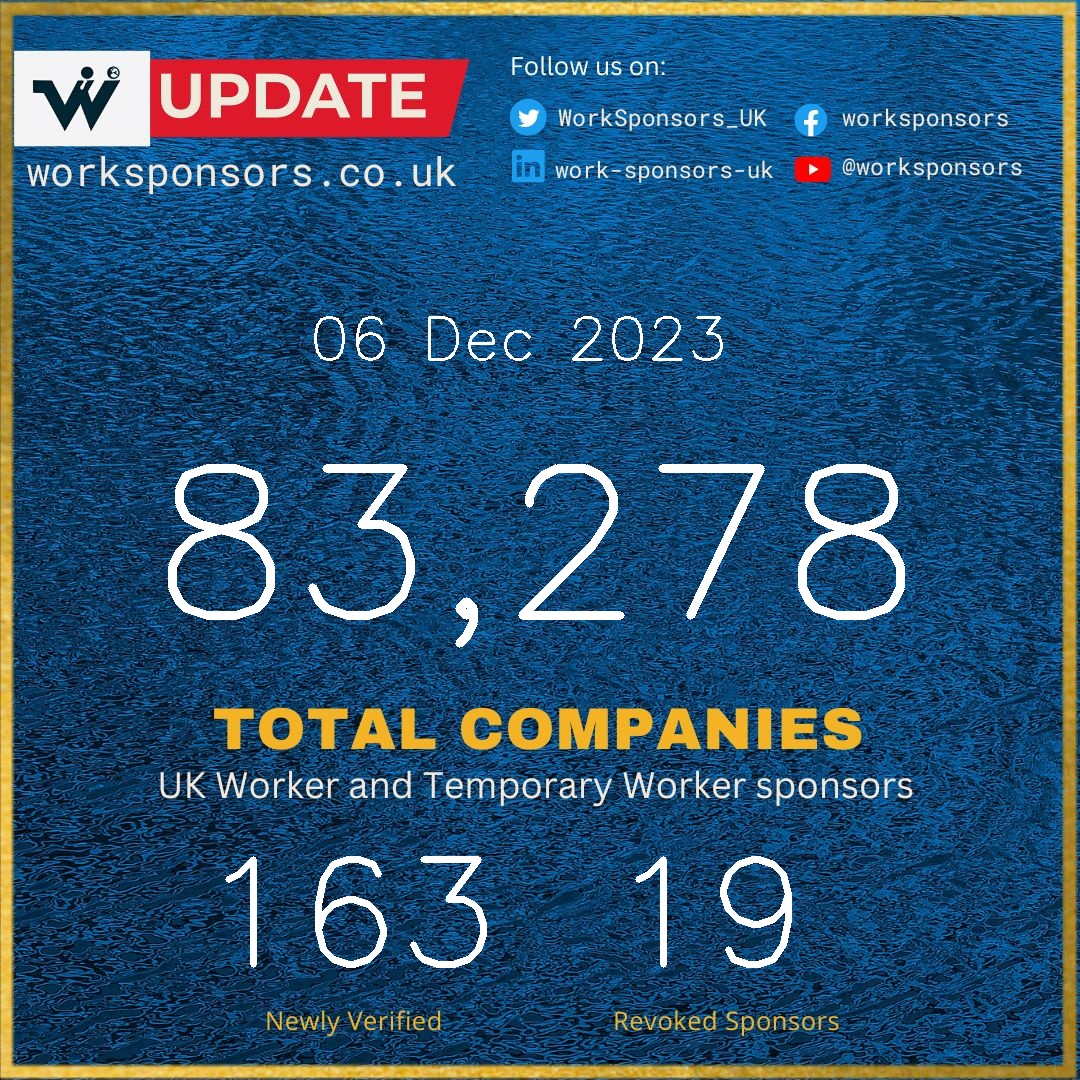 UPDATE
worksponsors.co.uk
Follow us on:
WorkSponsors_UK
worksponsors
work-sponsors-uk
@worksponsors
06 Dec 2023
83,278
TOTAL COMPANIES
UK Worker and Temporary Worker sponsors
163 19
Newly Verified Revoked Sponsors